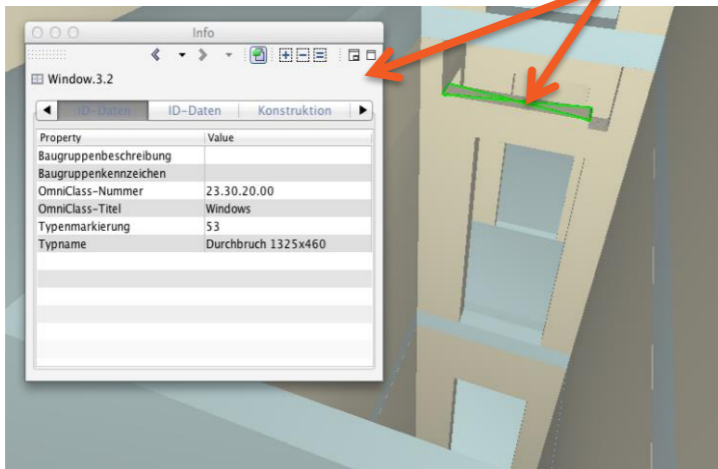 Info
Window.3.2
ID-Daten ID-Daten Konstruktion
Property Value
Baugruppenbeschreibung
Baugruppenkennzeichen
OmniClass-Nummer 23.30.20.00
OmniClass-Titel Windows
Typenmarkierung 53
Typname Durchbruch 1325x460